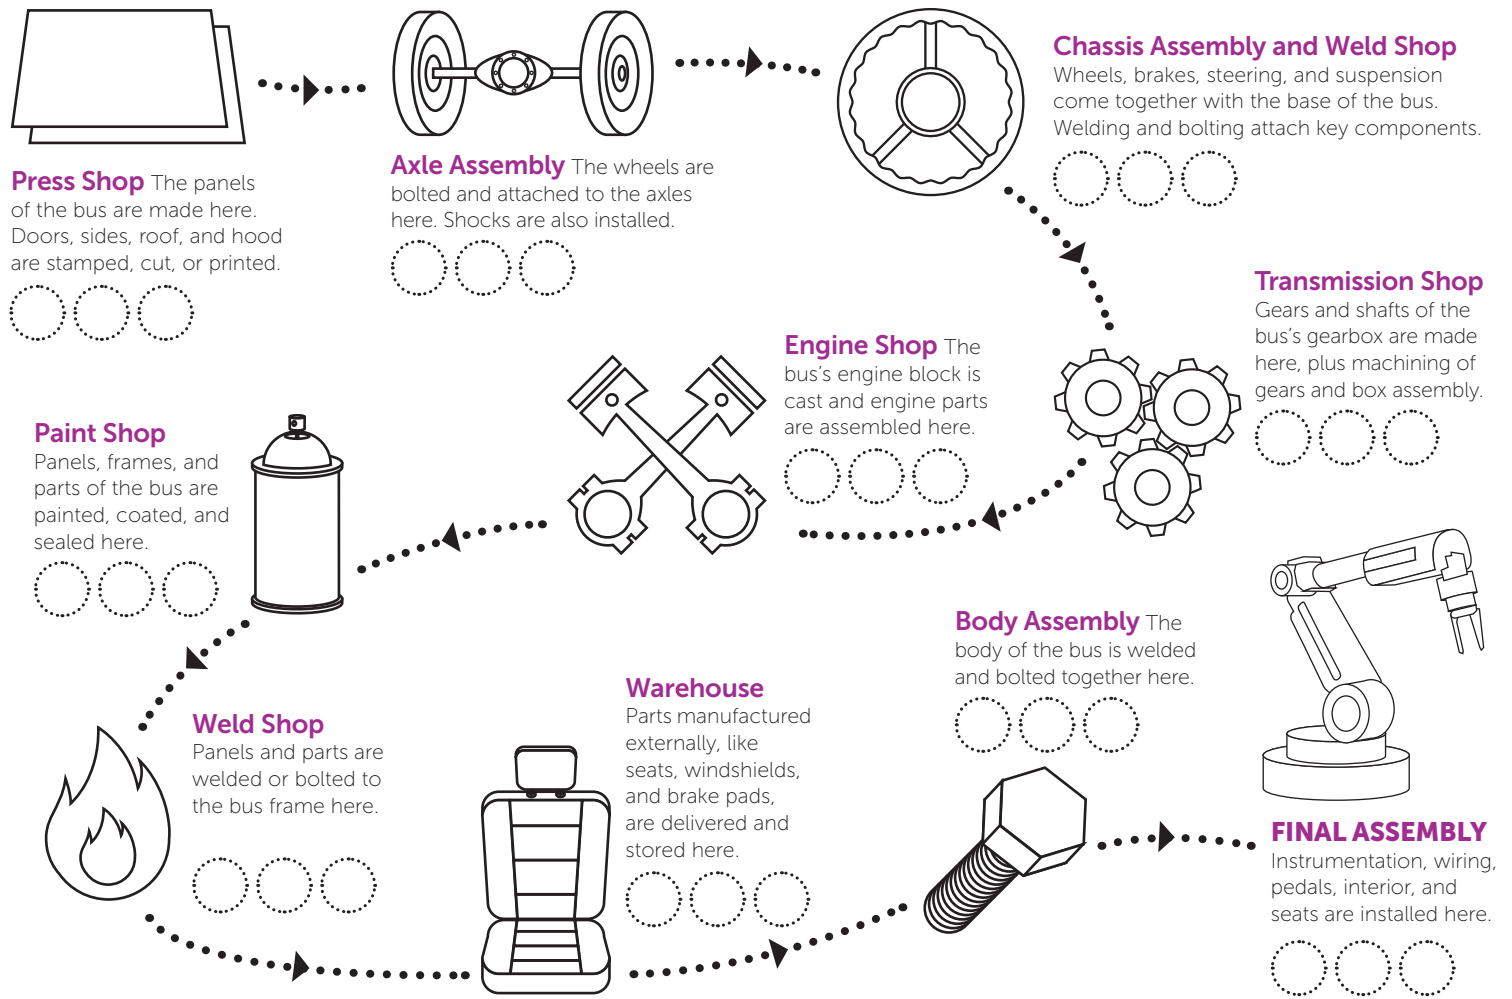 Press Shop The panels
of the bus are made here.
Doors, sides, roof, and hood
are stamped, cut, or printed.
Axle Assembly The wheels are
bolted and attached to the axles
here. Shocks are also installed.
Chassis Assembly and Weld Shop
Wheels, brakes, steering, and suspension
come together with the base of the bus.
Welding and bolting attach key components.
Transmission Shop
Gears and shafts of the
bus’s gearbox are made
here, plus machining of
gears and box assembly.
Engine Shop The
bus’s engine block is
cast and engine parts
are assembled here.
Paint Shop
Panels, frames, and
parts of the bus are
painted, coated, and
sealed here.
Weld Shop
Panels and parts are
welded or bolted to
the bus frame here.
Warehouse
Parts manufactured
externally, like
seats, windshields,
and brake pads,
are delivered and
stored here.
Body Assembly The
body of the bus is welded
and bolted together here.
FINAL ASSEMBLY
Instrumentation, wiring,
pedals, interior, and
seats are installed here.